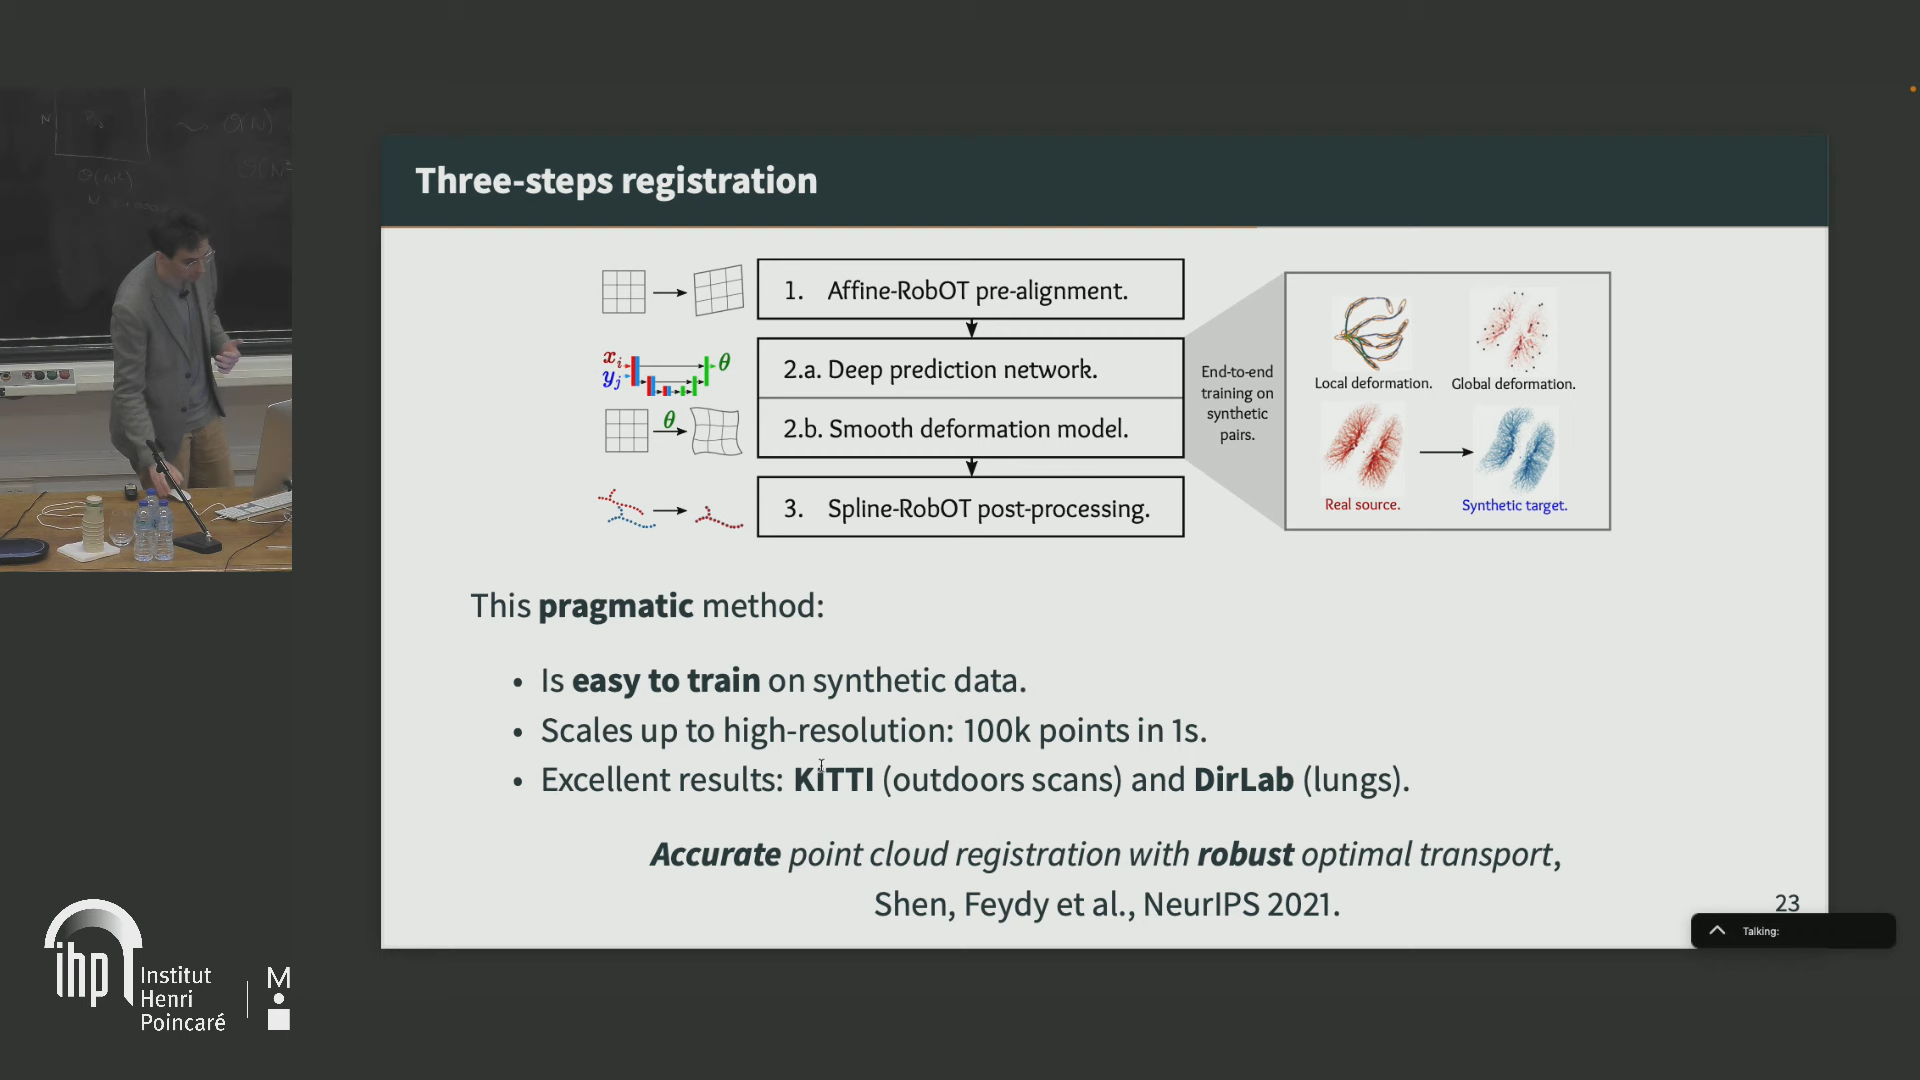 Three-steps registration
1. Affine-RobOT pre-alignment.
x_i
y_j
θ
2.a. Deep prediction network.
θ
2.b. Smooth deformation model.
3. Spline-RobOT post-processing.
End-to-end
training on
synthetic
pairs.
Local deformation. Global deformation.
Real source. Synthetic target.
This pragmatic method:
• Is easy to train on synthetic data.
• Scales up to high-resolution: 100k points in 1s.
• Excellent results: KiTTI (outdoors scans) and DirLab (lungs).
Accurate point cloud registration with robust optimal transport,
Shen, Feydy et al., NeurIPS 2021.
23
Talking:
N
O(N)
O(N²)
ihp
Institut
Henri
Poincaré
M